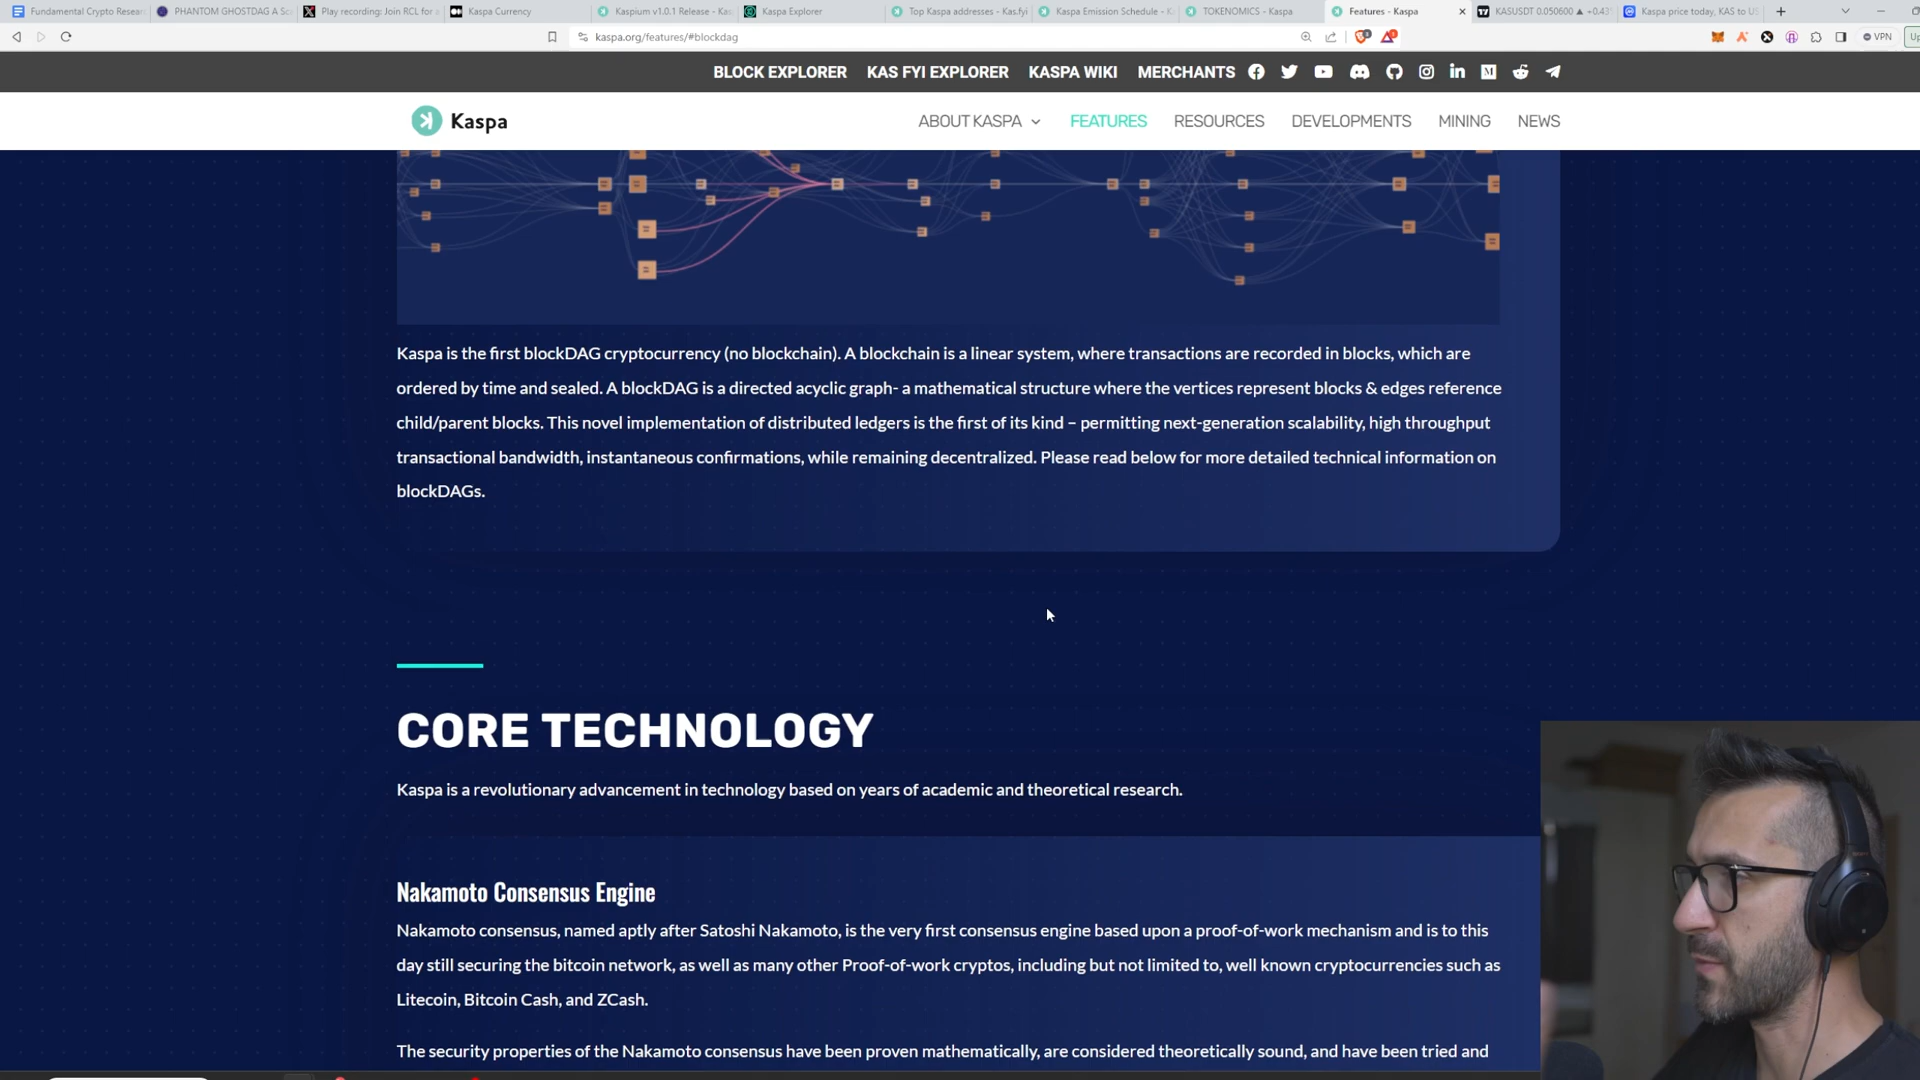 Fundamental Crypto Resear
PHANTOM GHOSTDAG A Sc
Play recording: Join RCL for a
Kaspa Currency
Kaspium v1.0.1 Release - Kas
Kaspa Explorer
Top Kaspa addresses - Kas.fyi
Kaspa Emission Schedule - K
TOKENOMICS - Kaspa
Features - Kaspa
KASUSDT 0.050600 ▲ +0.43
Kaspa price today, KAS to US
kaspa.org/features/#blockdag
VPN
Up
BLOCK EXPLORER KAS FYI EXPLORER KASPA WIKI MERCHANTS
Kaspa
ABOUT KASPA FEATURES RESOURCES DEVELOPMENTS MINING NEWS
Kaspa is the first blockDAG cryptocurrency (no blockchain). A blockchain is a linear system, where transactions are recorded in blocks, which are
ordered by time and sealed. A blockDAG is a directed acyclic graph- a mathematical structure where the vertices represent blocks & edges reference
child/parent blocks. This novel implementation of distributed ledgers is the first of its kind – permitting next-generation scalability, high throughput
transactional bandwidth, instantaneous confirmations, while remaining decentralized. Please read below for more detailed technical information on
blockDAGs.
CORE TECHNOLOGY
Kaspa is a revolutionary advancement in technology based on years of academic and theoretical research.
Nakamoto Consensus Engine
Nakamoto consensus, named aptly after Satoshi Nakamoto, is the very first consensus engine based upon a proof-of-work mechanism and is to this
day still securing the bitcoin network, as well as many other Proof-of-work cryptos, including but not limited to, well known cryptocurrencies such as
Litecoin, Bitcoin Cash, and ZCash.
The security properties of the Nakamoto consensus have been proven mathematically, are considered theoretically sound, and have been tried and